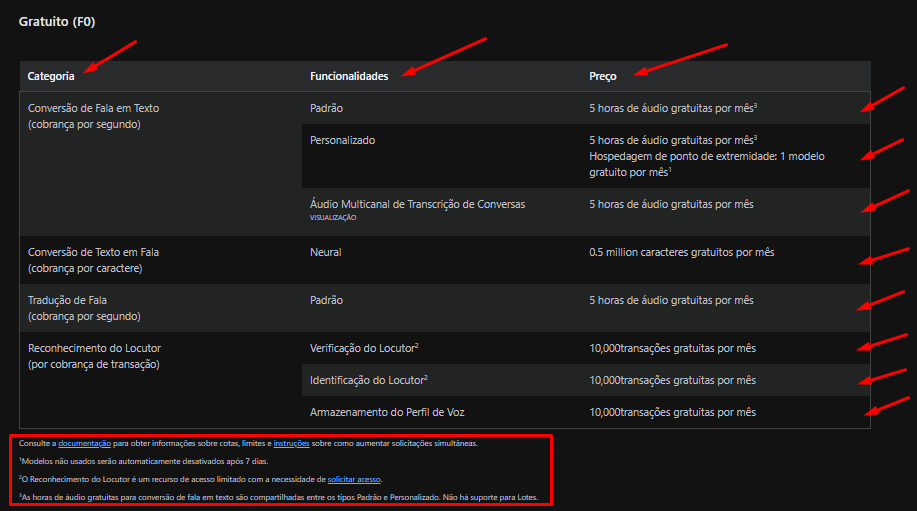 Gratuito (F0)
Categoria Funcionalidades Preço
Conversão de Fala em Texto
(cobrança por segundo)
Padrão 5 horas de áudio gratuitas por mês³
Personalizado 5 horas de áudio gratuitas por mês³
Hospedagem de ponto de extremidade: 1 modelo
gratuito por mês¹
Áudio Multicanal de Transcrição de Conversas 5 horas de áudio gratuitas por mês
VISUALIZAÇÃO
Conversão de Texto em Fala Neural 0.5 million caracteres gratuitos por mês
(cobrança por caractere)
Tradução de Fala Padrão 5 horas de áudio gratuitas por mês
(cobrança por segundo)
Reconhecimento do Locutor Verificação do Locutor² 10,000transações gratuitas por mês
(por cobrança de transação)
Identificação do Locutor² 10,000transações gratuitas por mês
Armazenamento do Perfil de Voz 10,000transações gratuitas por mês
Consulte a documentação para obter informações sobre cotas, limites e instruções sobre como aumentar solicitações simultâneas.
¹Modelos não usados serão automaticamente desativados após 7 dias.
²O Reconhecimento do Locutor é um recurso de acesso limitado com a necessidade de solicitar acesso.
³As horas de áudio gratuitas para conversão de fala em texto são compartilhadas entre os tipos Padrão e Personalizado. Não há suporte para Lotes.